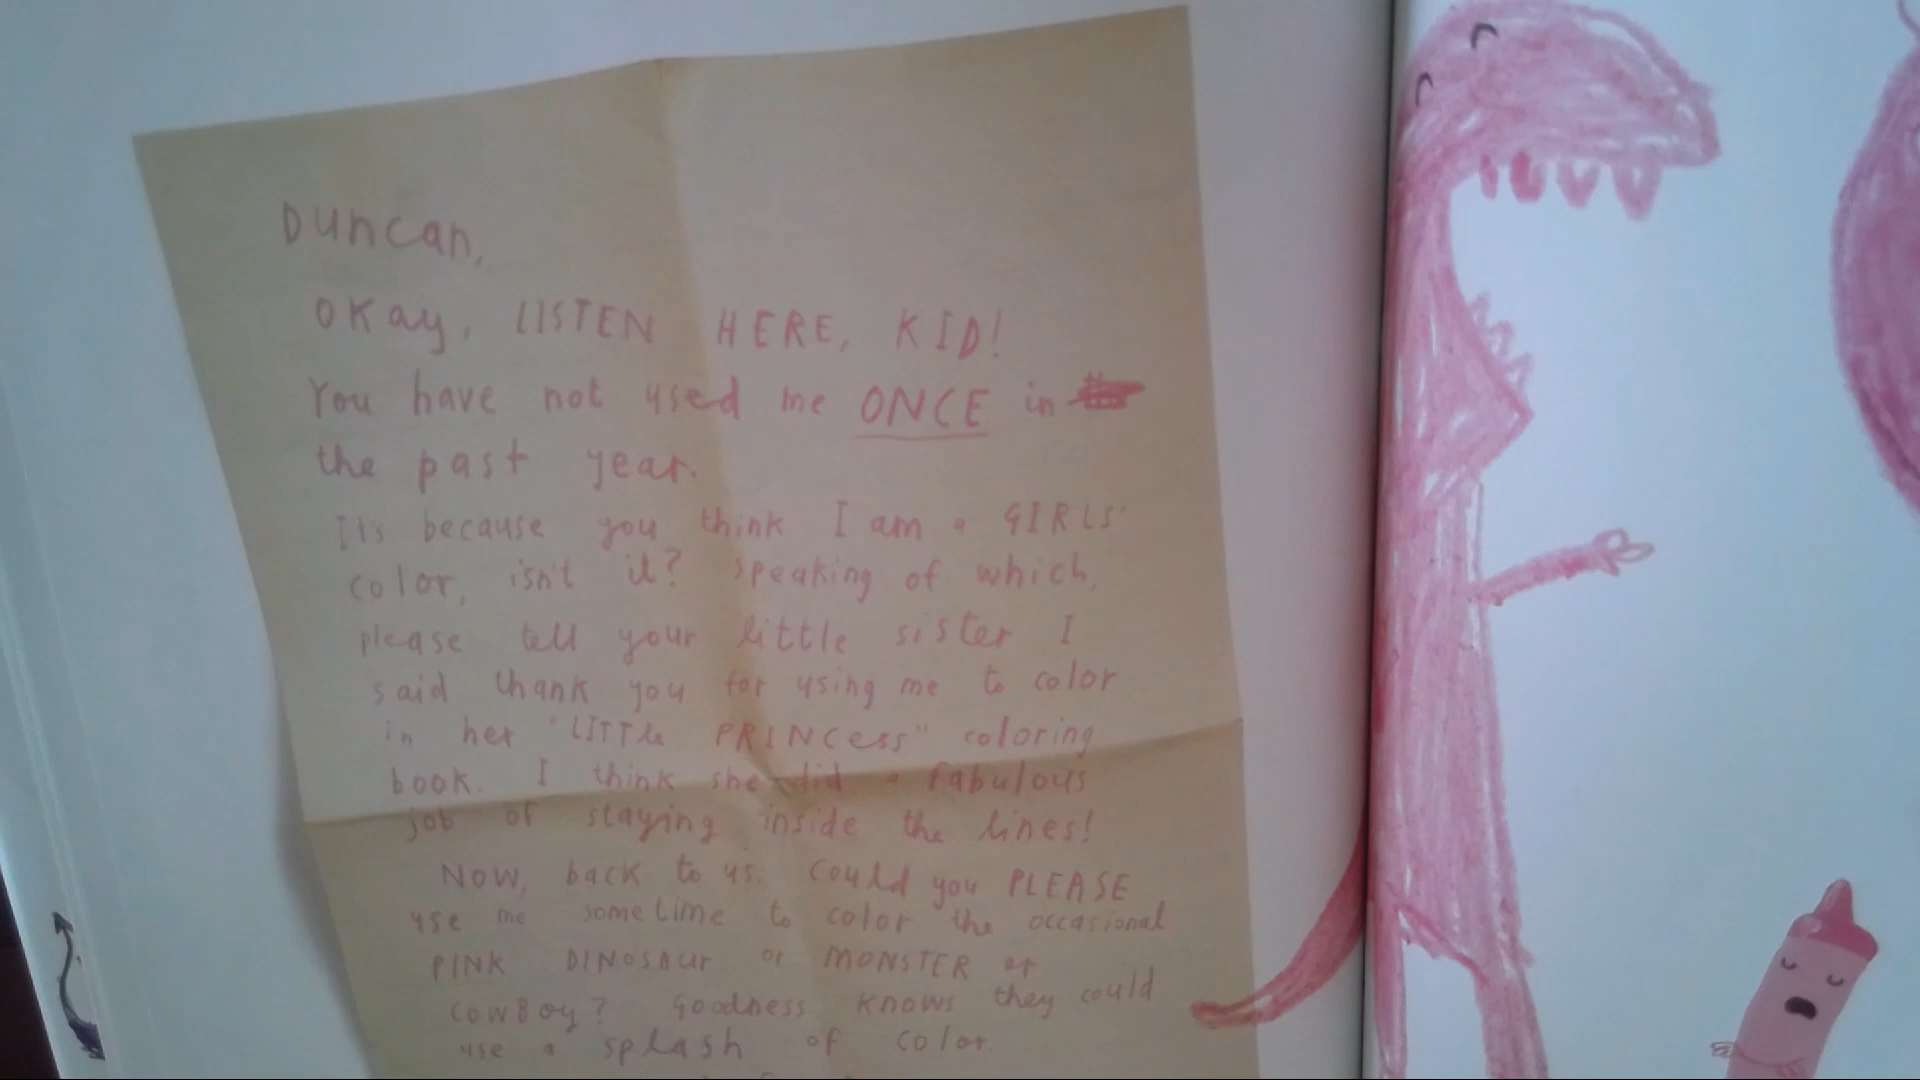 Duncan,
OKay, LISTEN HERE, KID!
You have not used me ONCE in
the past year.
It's because you think I am a GIRLS'
color, isn't it? Speaking of which,
please tell your little sister I
said thank you for using me to color
in her "LITTle PRINCess" coloring
book. I think she did a fabulous
job of staying inside the lines!
NOW, back to us. Could you PLEASE
use me sometime to color the occasional
PINK DINOSAUr or MONSTER or
COWBoy? Goodness knows they could
use a splash of color.